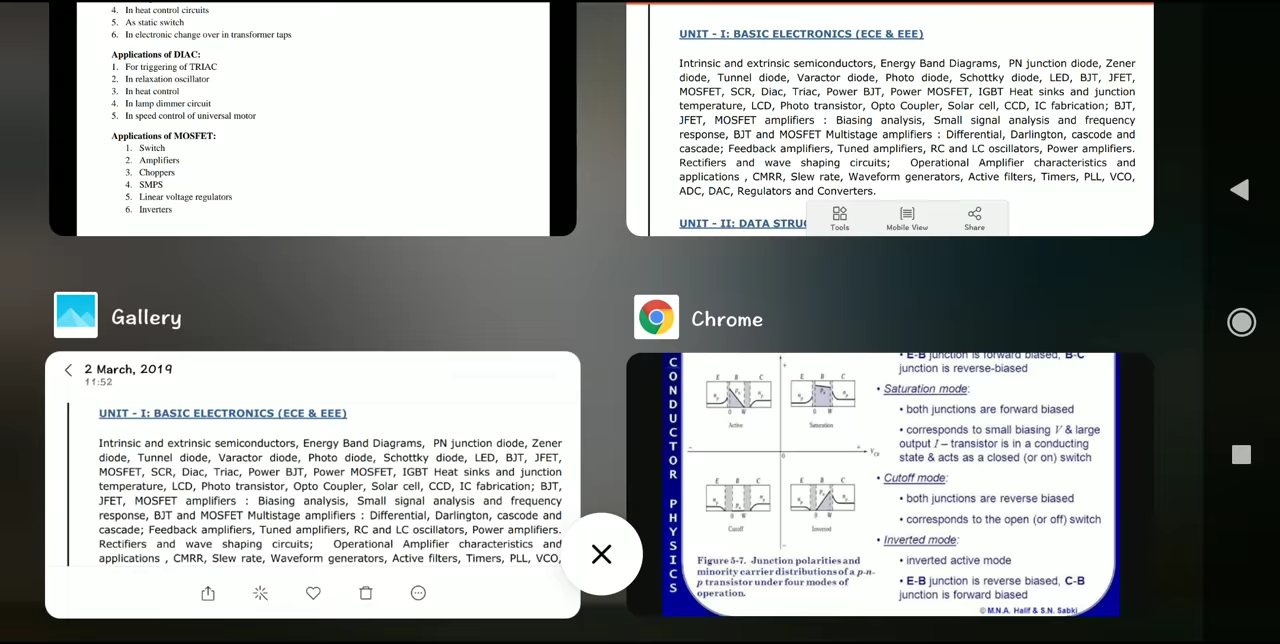 4. In heat control circuits
5. As static switch
6. In electronic change over in transformer taps
Applications of DIAC:
1. For triggering of TRIAC
2. In relaxation oscillator
3. In heat control
4. In lamp dimmer circuit
5. In speed control of universal motor
Applications of MOSFET:
1. Switch
2. Amplifiers
3. Choppers
4. SMPS
5. Linear voltage regulators
6. Inverters
UNIT - I: BASIC ELECTRONICS (ECE & EEE)
Intrinsic and extrinsic semiconductors, Energy Band Diagrams, PN junction diode, Zener
diode, Tunnel diode, Varactor diode, Photo diode, Schottky diode, LED, BJT, JFET,
MOSFET, SCR, Diac, Triac, Power BJT, Power MOSFET, IGBT Heat sinks and junction
temperature, LCD, Photo transistor, Opto Coupler, Solar cell, CCD, IC fabrication; BJT,
JFET, MOSFET amplifiers : Biasing analysis, Small signal analysis and frequency
response, BJT and MOSFET Multistage amplifiers : Differential, Darlington, cascode and
cascade; Feedback amplifiers, Tuned amplifiers, RC and LC oscillators, Power amplifiers.
Rectifiers and wave shaping circuits; Operational Amplifier characteristics and
applications , CMRR, Slew rate, Waveform generators, Active filters, Timers, PLL, VCO,
ADC, DAC, Regulators and Converters.
UNIT - II: DATA STRUC
Tools Mobile View Share
Gallery
2 March, 2019
11:52
UNIT - I: BASIC ELECTRONICS (ECE & EEE)
Intrinsic and extrinsic semiconductors, Energy Band Diagrams, PN junction diode, Zener
diode, Tunnel diode, Varactor diode, Photo diode, Schottky diode, LED, BJT, JFET,
MOSFET, SCR, Diac, Triac, Power BJT, Power MOSFET, IGBT Heat sinks and junction
temperature, LCD, Photo transistor, Opto Coupler, Solar cell, CCD, IC fabrication; BJT,
JFET, MOSFET amplifiers : Biasing analysis, Small signal analysis and frequency
response, BJT and MOSFET Multistage amplifiers : Differential, Darlington, cascode and
cascade; Feedback amplifiers, Tuned amplifiers, RC and LC oscillators, Power amplifiers.
Rectifiers and wave shaping circuits; Operational Amplifier characteristics and
applications , CMRR, Slew rate, Waveform generators, Active filters, Timers, PLL, VCO,
Chrome
CONDUCTOR PHYSICS
E B C
E B C
0 W
0 W
Active
Saturation
0
E B C
E B C
0 W
0 W
Cutoff
Inverted
Figure 5-7. Junction polarities and
minority carrier distributions of a p-n-
p transistor under four modes of
operation.
• E-B junction is forward biased, B-C
junction is reverse-biased
• Saturation mode:
• both junctions are forward biased
• corresponds to small biasing V & large
output I – transistor is in a conducting
state & acts as a closed (or on) switch
• Cutoff mode:
• both junctions are reverse biased
• corresponds to the open (or off) switch
• Inverted mode:
• inverted active mode
• E-B junction is reverse biased, C-B
junction is forward biased
© M.N.A. Halif & S.N. Sabki